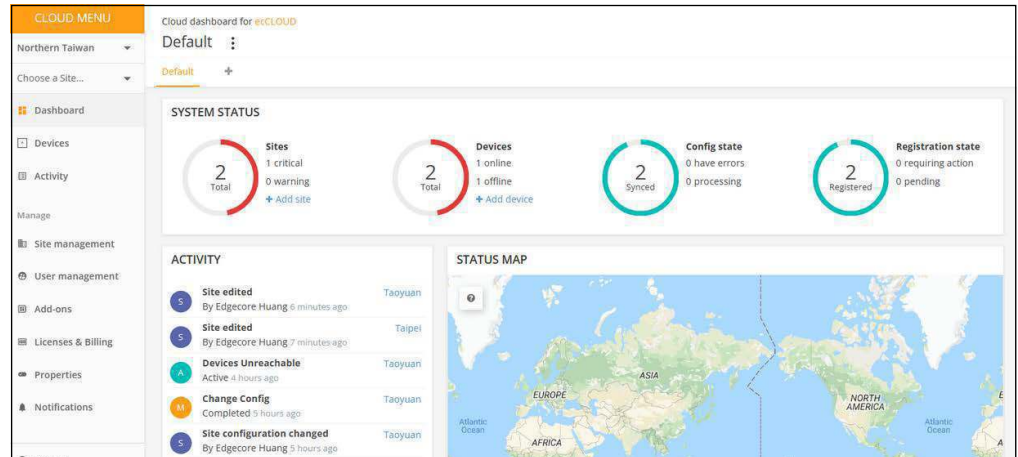 CLOUD MENU
Northern Taiwan
Choose a Site...
Dashboard
Devices
Activity
Manage
Site management
User management
Add-ons
Licenses & Billing
Properties
Notifications
Cloud dashboard for ecCLOUD
Default
Default +
SYSTEM STATUS
2
Total
Sites
1 critical
0 warning
+ Add site
2
Total
Devices
1 online
1 offline
+ Add device
2
Synced
Config state
0 have errors
0 processing
2
Registered
Registration state
0 requiring action
0 pending
ACTIVITY
S
Site edited
Taoyuan
By Edgecore Huang 6 minutes ago
S
Site edited
Taipei
By Edgecore Huang 7 minutes ago
A
Devices Unreachable
Taoyuan
Active 4 hours ago
M
Change Config
Taoyuan
Completed 5 hours ago
S
Site configuration changed
Taoyuan
By Edgecore Huang 5 hours ago
STATUS MAP
?
ASIA
EUROPE
NORTH
AMERICA
Atlantic
Ocean
Atlantic
Ocean
AFRICA
E
A